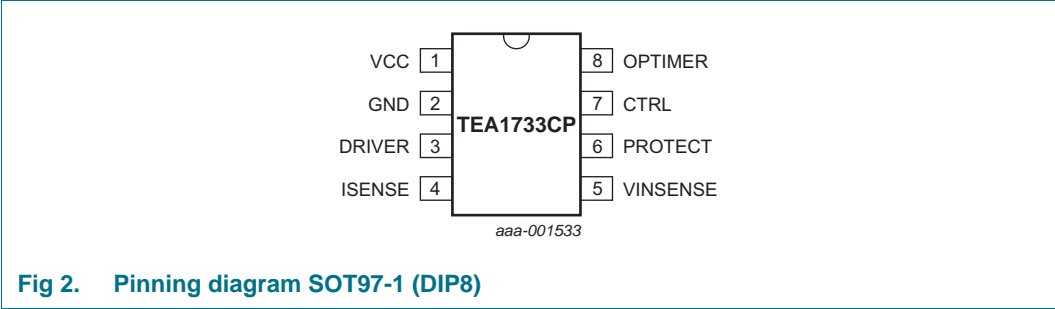 VCC 1 8 OPTIMER
GND 2 7 CTRL
TEA1733CP
DRIVER 3 6 PROTECT
ISENSE 4 5 VINSENSE
aaa-001533
Fig 2. Pinning diagram SOT97-1 (DIP8)